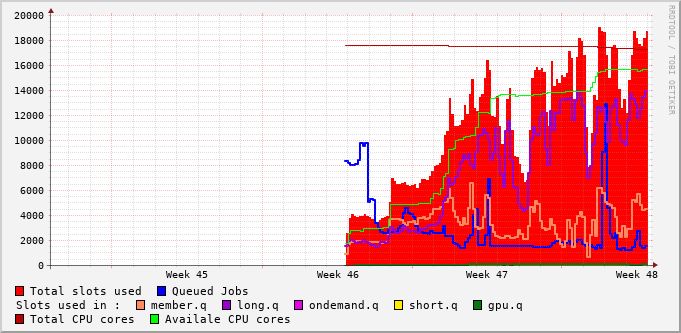 20000
18000
16000
14000
12000
10000
8000
6000
4000
2000
0
Week 45 Week 46 Week 47 Week 48
Total slots used Queued Jobs
Slots used in : member.q long.q ondemand.q short.q gpu.q
Total CPU cores Availale CPU cores
RRDTOOL / TOBI OETIKER